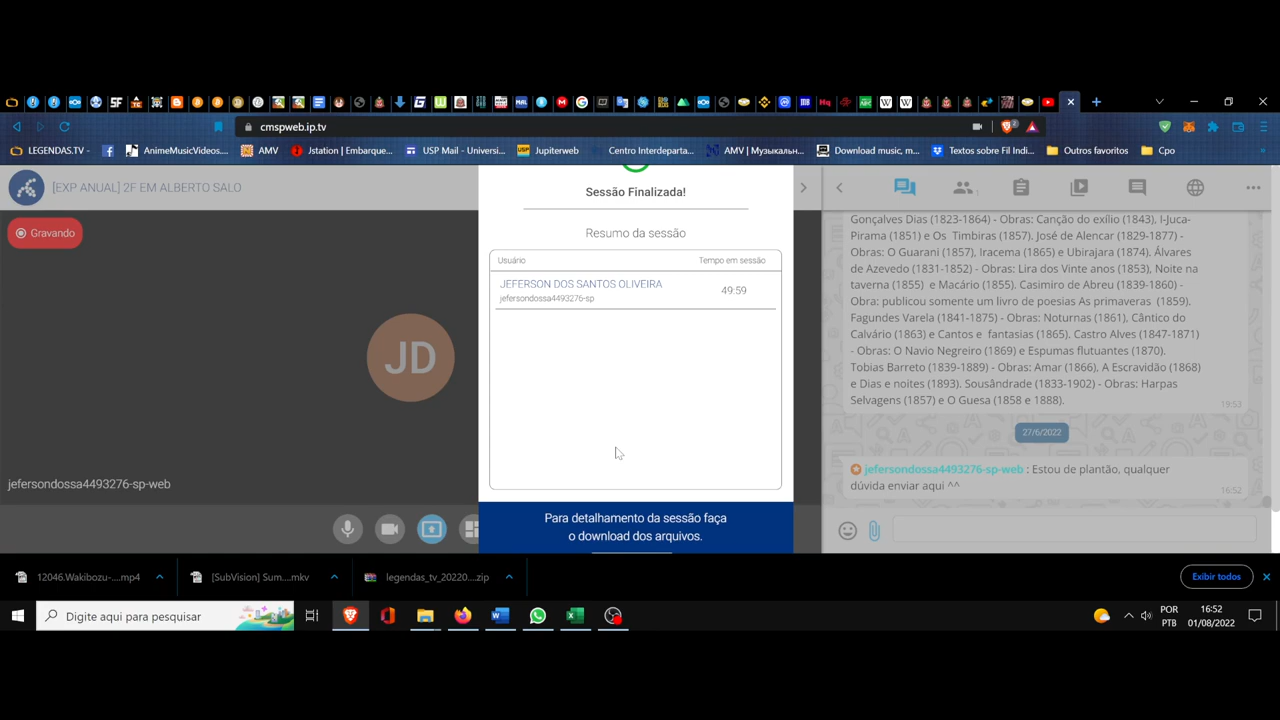 cmspweb.ip.tv
2
LEGENDAS.TV -
AnimeMusicVideos....
AMV
Jstation | Embarque...
USP Mail - Universi...
Jupiterweb
Centro Interdeparta...
AMV | Музыкальн...
Download music, m...
Textos sobre Fil Indi...
Outros favoritos
Cpo
[EXP ANUAL] 2F EM ALBERTO SALO
Gravando
JD
jefersondossa4493276-sp-web
Sessão Finalizada!
Resumo da sessão
Usuário
Tempo em sessão
JEFERSON DOS SANTOS OLIVEIRA
49:59
jefersondossa4493276-sp
Para detalhamento da sessão faça
o download dos arquivos.
Gonçalves Dias (1823-1864) - Obras: Canção do exílio (1843), I-Juca-
Pirama (1851) e Os Timbiras (1857). José de Alencar (1829-1877) -
Obras: O Guarani (1857), Iracema (1865) e Ubirajara (1874). Álvares
de Azevedo (1831-1852) - Obras: Lira dos Vinte anos (1853), Noite na
taverna (1855) e Macário (1855). Casimiro de Abreu (1839-1860) -
Obra: publicou somente um livro de poesias As primaveras (1859).
Fagundes Varela (1841-1875) - Obras: Noturnas (1861), Cântico do
Calvário (1863) e Cantos e fantasias (1865). Castro Alves (1847-1871)
- Obras: O Navio Negreiro (1869) e Espumas flutuantes (1870).
Tobias Barreto (1839-1889) - Obras: Amar (1866), A Escravidão (1868)
e Dias e noites (1893). Sousândrade (1833-1902) - Obras: Harpas
Selvagens (1857) e O Guesa (1858 e 1888).
19:53
27/6/2022
jefersondossa4493276-sp-web : Estou de plantão, qualquer
dúvida enviar aqui ^^
16:52
12046.Wakibozu-....mp4
[SubVision] Sum....mkv
legendas_tv_20220....zip
Exibir todos
Digite aqui para pesquisar
POR
PTB
16:52
01/08/2022